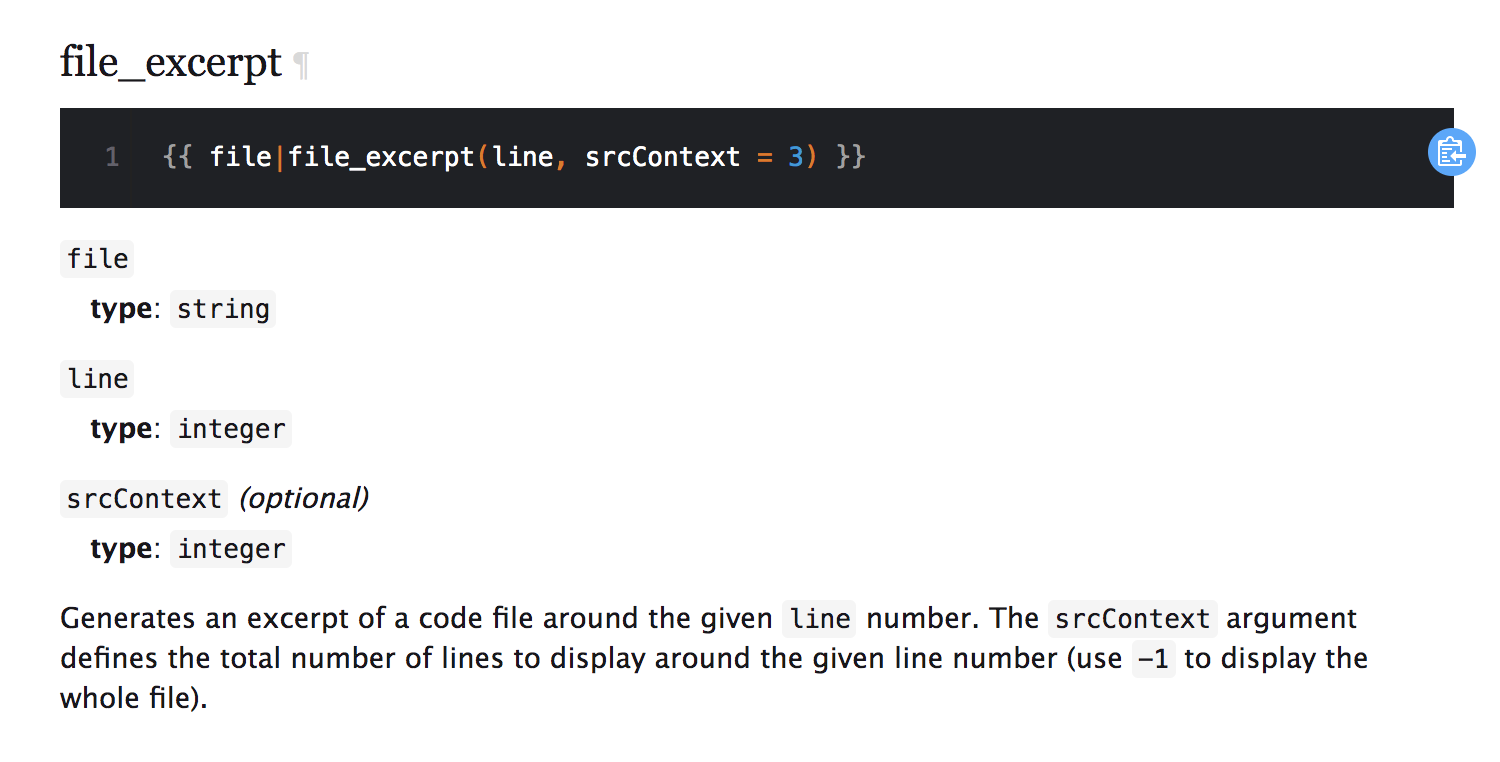 file_excerpt ¶
1 {{ file|file_excerpt(line, srcContext = 3) }}
file
type: string
line
type: integer
srcContext (optional)
type: integer
Generates an excerpt of a code file around the given line number. The srcContext argument
defines the total number of lines to display around the given line number (use -1 to display the
whole file).